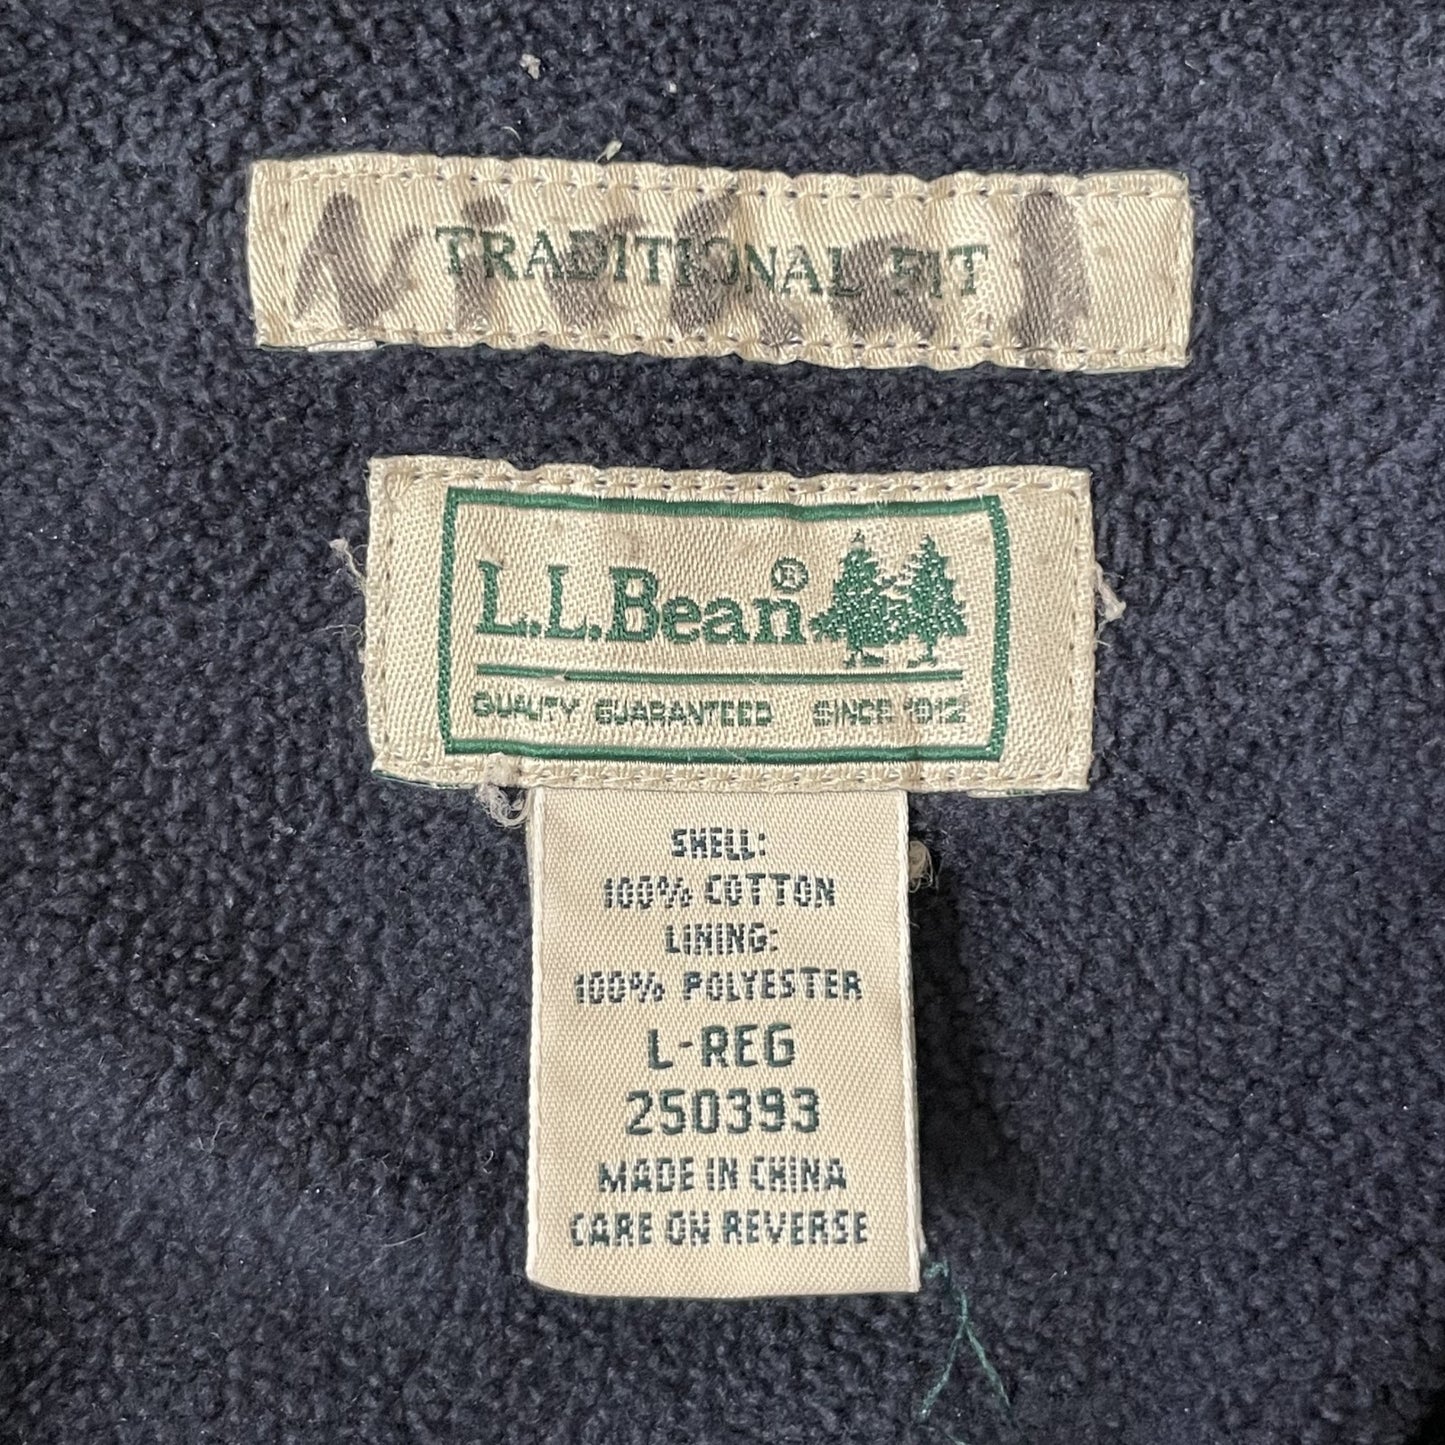 TRADITIONAL FIT
L.L.Bean®
QUALITY GUARANTEED SINCE 1912
SHELL:
100% COTTON
LINING:
100% POLYESTER
L-REG
250393
MADE IN CHINA
CARE ON REVERSE